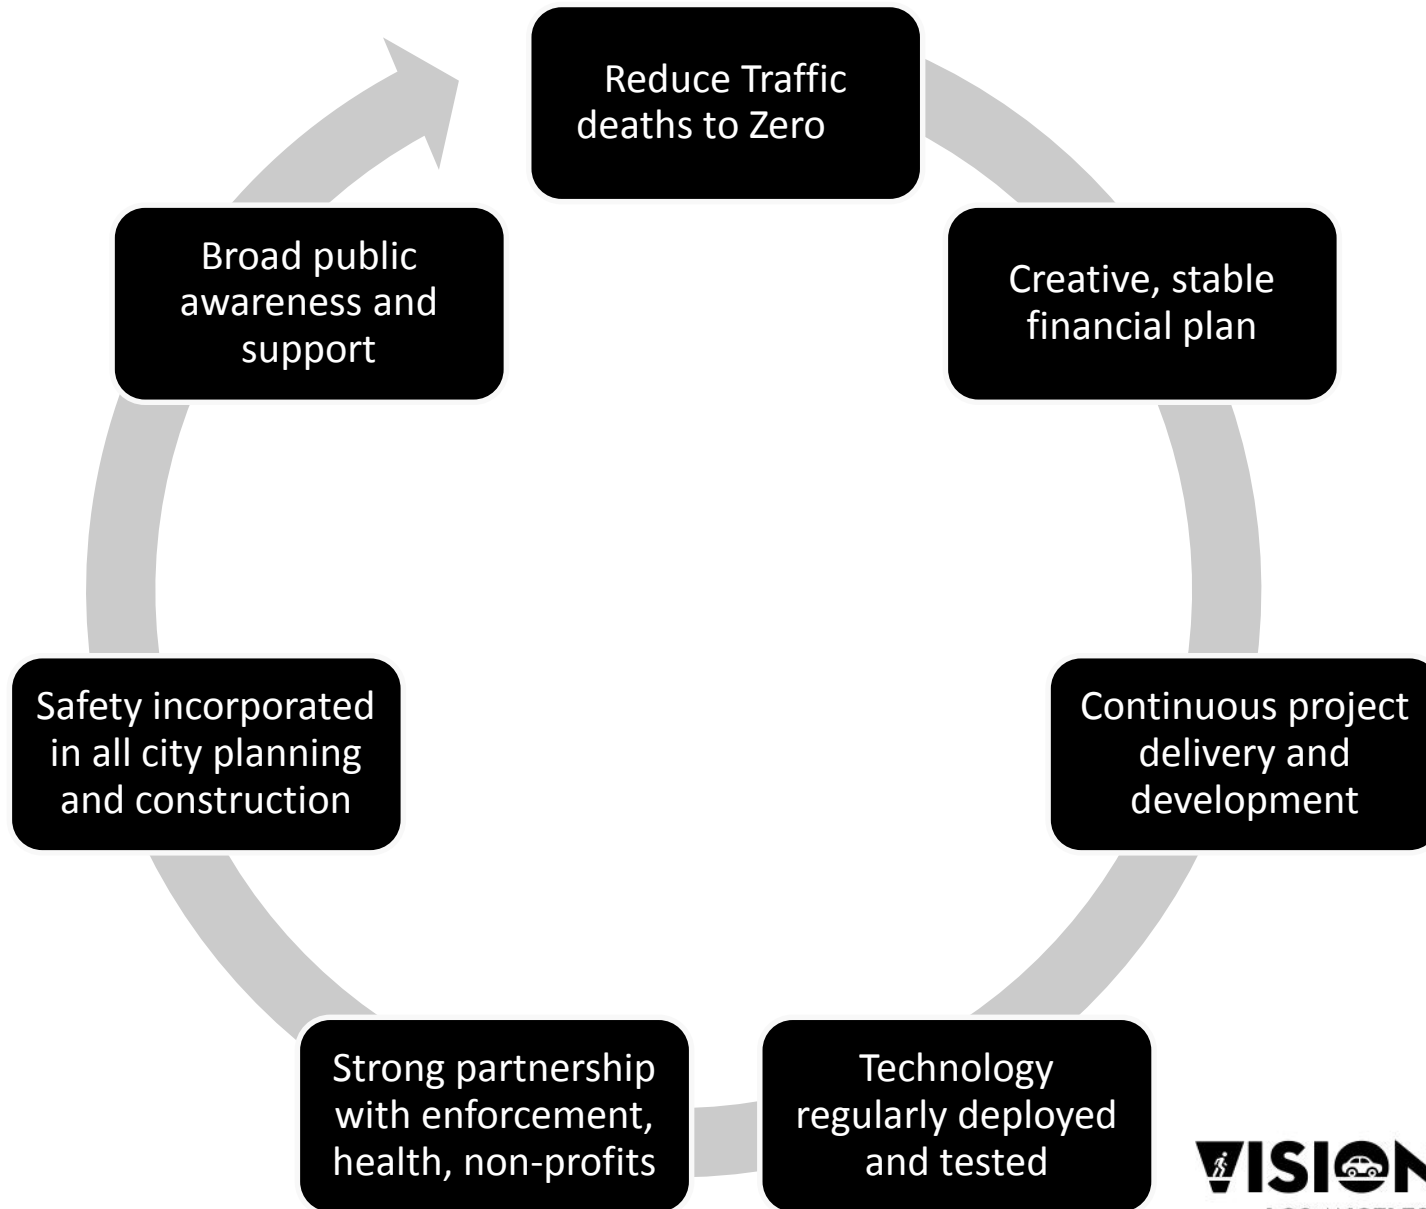 Reduce Traffic
deaths to Zero
Creative, stable
financial plan
Continuous project
delivery and
development
Technology
regularly deployed
and tested
Strong partnership
with enforcement,
health, non-profits
Safety incorporated
in all city planning
and construction
Broad public
awareness and
support
VISION